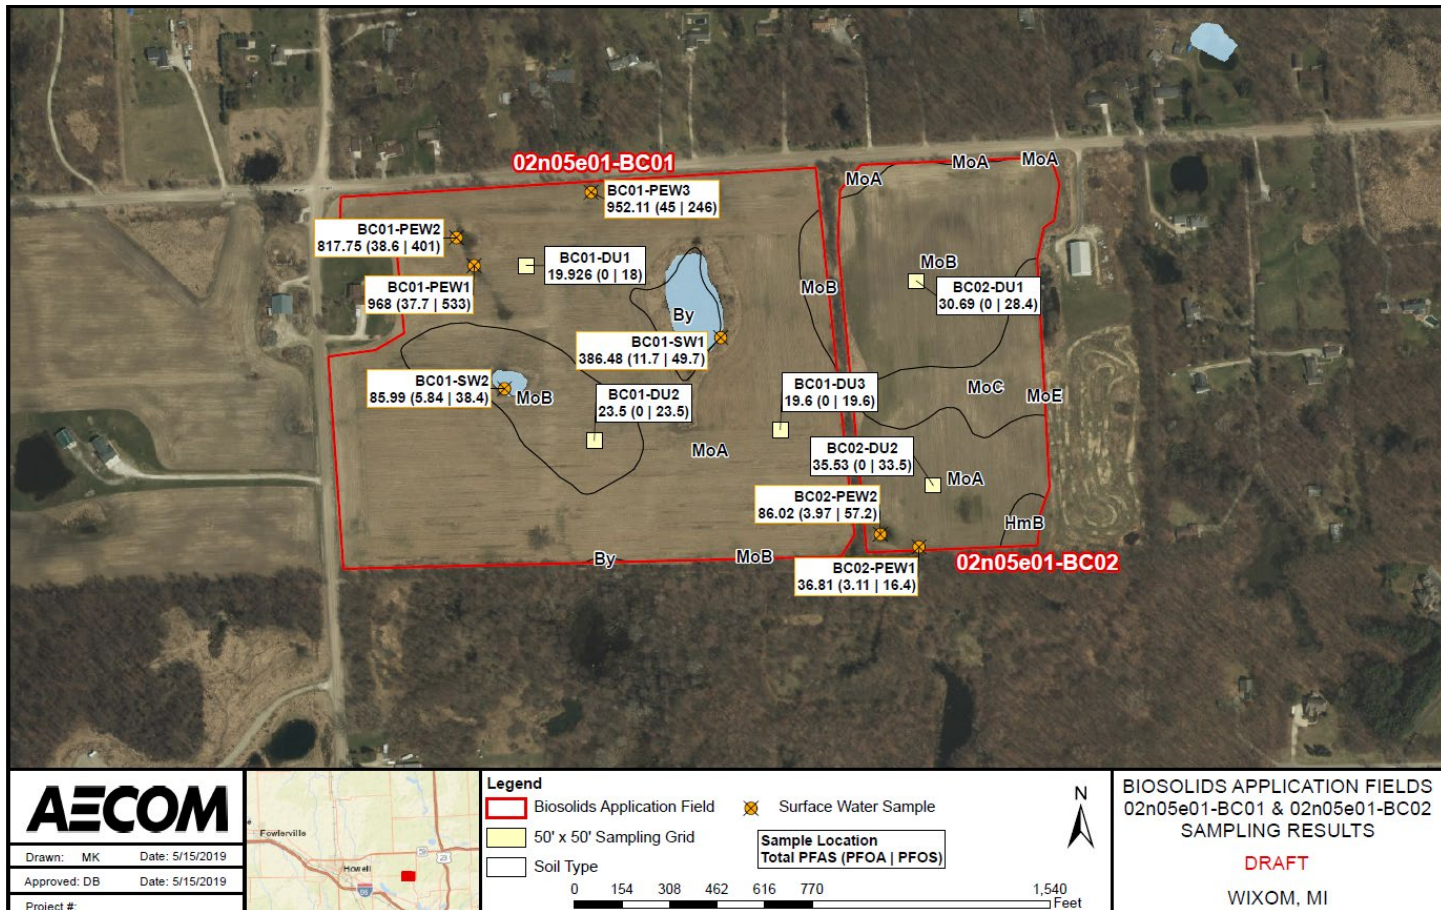 02n05e01-BC01
MoA
MoA
MoA
BC01-PEW3
952.11 (45 | 246)
BC01-PEW2
817.75 (38.6 | 401)
BC01-DU1
19.926 (0 | 18)
BC01-PEW1
968 (37.7 | 533)
MoB
BC02-DU1
30.69 (0 | 28.4)
MoB
By
BC01-SW1
386.48 (11.7 | 49.7)
BC01-SW2
85.99 (5.84 | 38.4)
MoB
BC01-DU2
23.5 (0 | 23.5)
BC01-DU3
19.6 (0 | 19.6)
MoC
MoE
MoA
BC02-DU2
35.53 (0 | 33.5)
MoA
BC02-PEW2
86.02 (3.97 | 57.2)
HmB
By
MoB
BC02-PEW1
36.81 (3.11 | 16.4)
02n05e01-BC02
AECOM
Drawn: MK Date: 5/15/2019
Approved: DB Date: 5/15/2019
Project #:
Fowlerville
Howell
59
23
96
Legend
Biosolids Application Field
Surface Water Sample
50' x 50' Sampling Grid
Soil Type
Sample Location
Total PFAS (PFOA | PFOS)
N
0 154 308 462 616 770 1,540
Feet
BIOSOLIDS APPLICATION FIELDS
02n05e01-BC01 & 02n05e01-BC02
SAMPLING RESULTS
DRAFT
WIXOM, MI